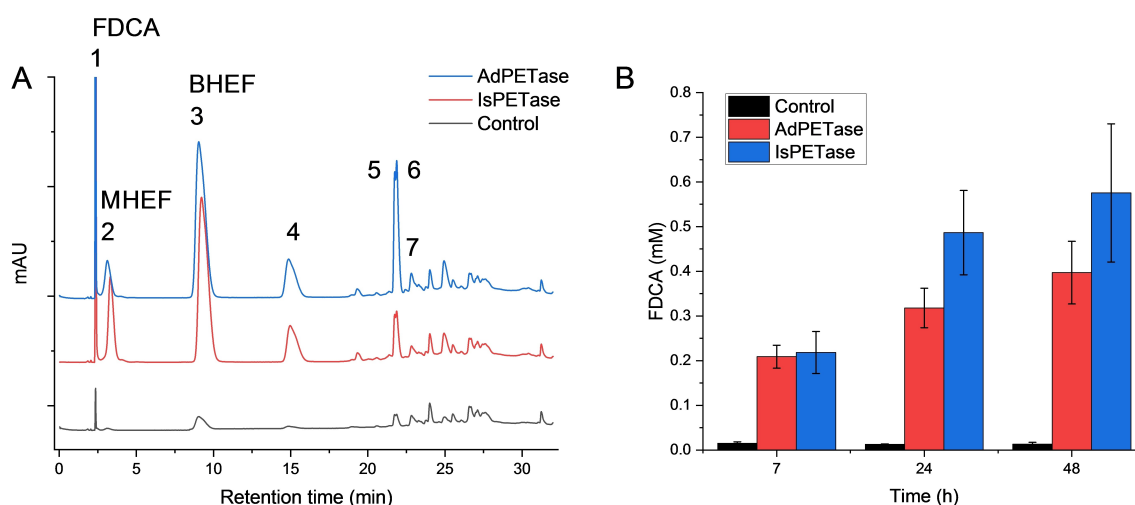 A
FDCA
1
MHEF
2
BHEF
3
4
5
6
7
AdPETase
IsPETase
Control
mAU
0
5
10
15
20
25
30
Retention time (min)
B
Control
AdPETase
IsPETase
FDCA (mM)
0.8
0.7
0.6
0.5
0.4
0.3
0.2
0.1
0.0
7
24
48
Time (h)